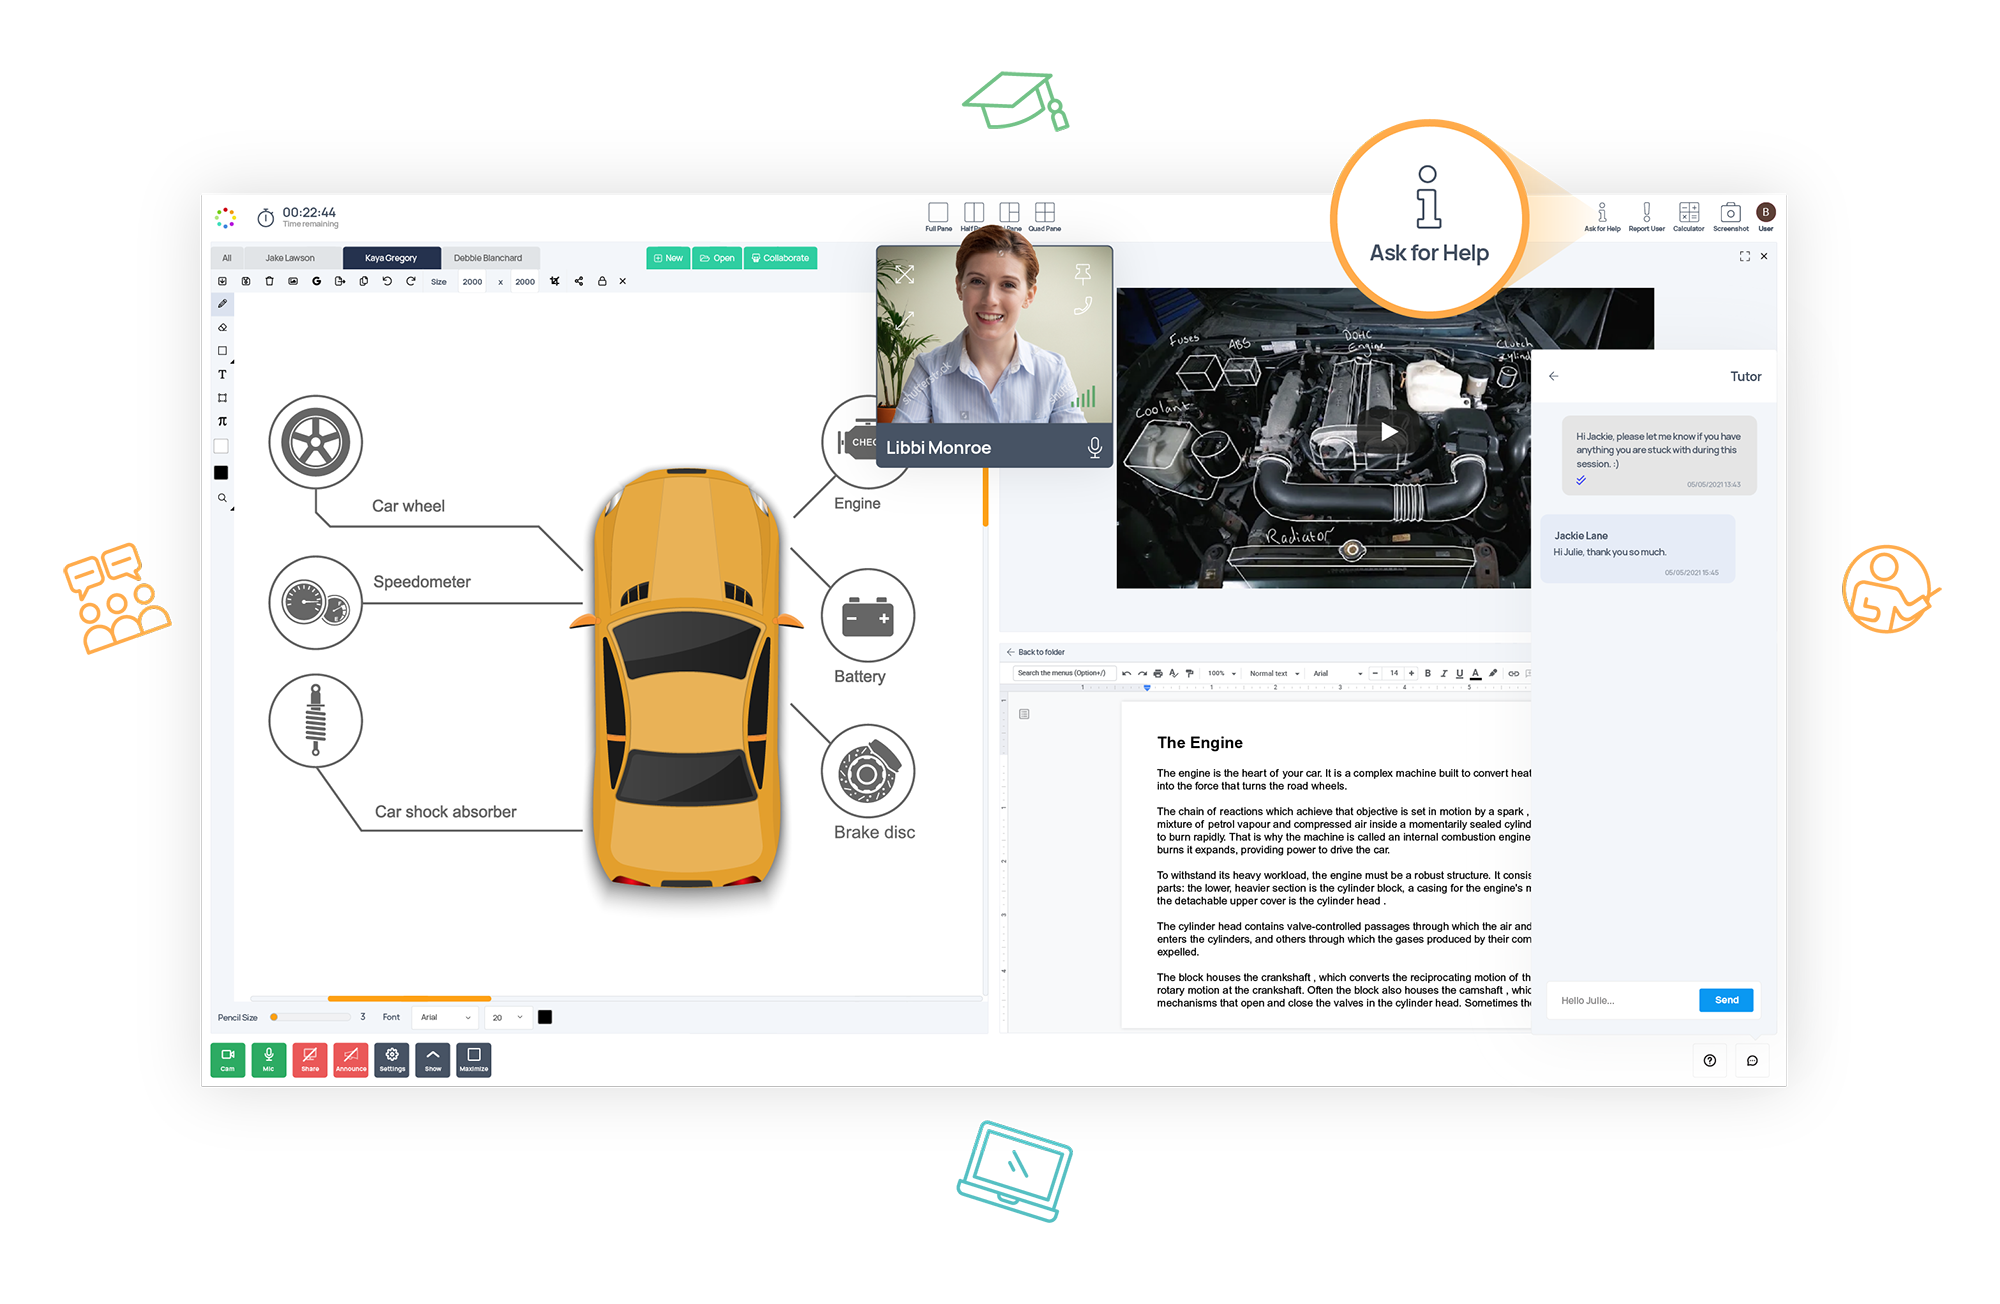 00:22:44
Time remaining
Full Pane
Pane
Quad Pane
Ask for Help
Ask for Help
Report User
Calculator
Screenshot
B
User
All
Jake Lawson
Kaya Gregory
Debbie Blanchard
New
Open
Collaborate
Size
2000
x
2000
T
π
Car wheel
Speedometer
Car shock absorber
Engine
Battery
Brake disc
shutterstock
Libbi Monroe
Fuses
ABS
DOHC
Engine
Clutch
Coolant
Radiator
Tutor
Hi Jackie, please let me know if you have
anything you are stuck with during this
session. :)
05/05/2021 13:43
Jackie Lane
Hi Julie, thank you so much.
05/05/2021 15:45
Hello Julie...
Send
Back to folder
Search the menus (Option+/)
100%
Normal text
Arial
14
B
I
U
A
The Engine
The engine is the heart of your car. It is a complex machine built to convert heat
into the force that turns the road wheels.
The chain of reactions which achieve that objective is set in motion by a spark ,
mixture of petrol vapour and compressed air inside a momentarily sealed cylind
to burn rapidly. That is why the machine is called an internal combustion engine
burns it expands, providing power to drive the car.
To withstand its heavy workload, the engine must be a robust structure. It consis
parts: the lower, heavier section is the cylinder block, a casing for the engine's m
the detachable upper cover is the cylinder head .
The cylinder head contains valve-controlled passages through which the air and
enters the cylinders, and others through which the gases produced by their com
expelled.
The block houses the crankshaft , which converts the reciprocating motion of th
rotary motion at the crankshaft. Often the block also houses the camshaft , whic
mechanisms that open and close the valves in the cylinder head. Sometimes the
Pencil Size
3
Font
Arial
20
Cam
Mic
Share
Announce
Settings
Show
Maximize